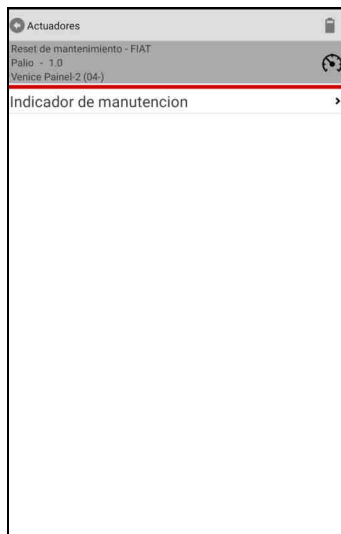 Actuadores
Reset de mantenimiento - FIAT
Palio - 1.0
Venice Painel-2 (04-)
Indicador de manutencion